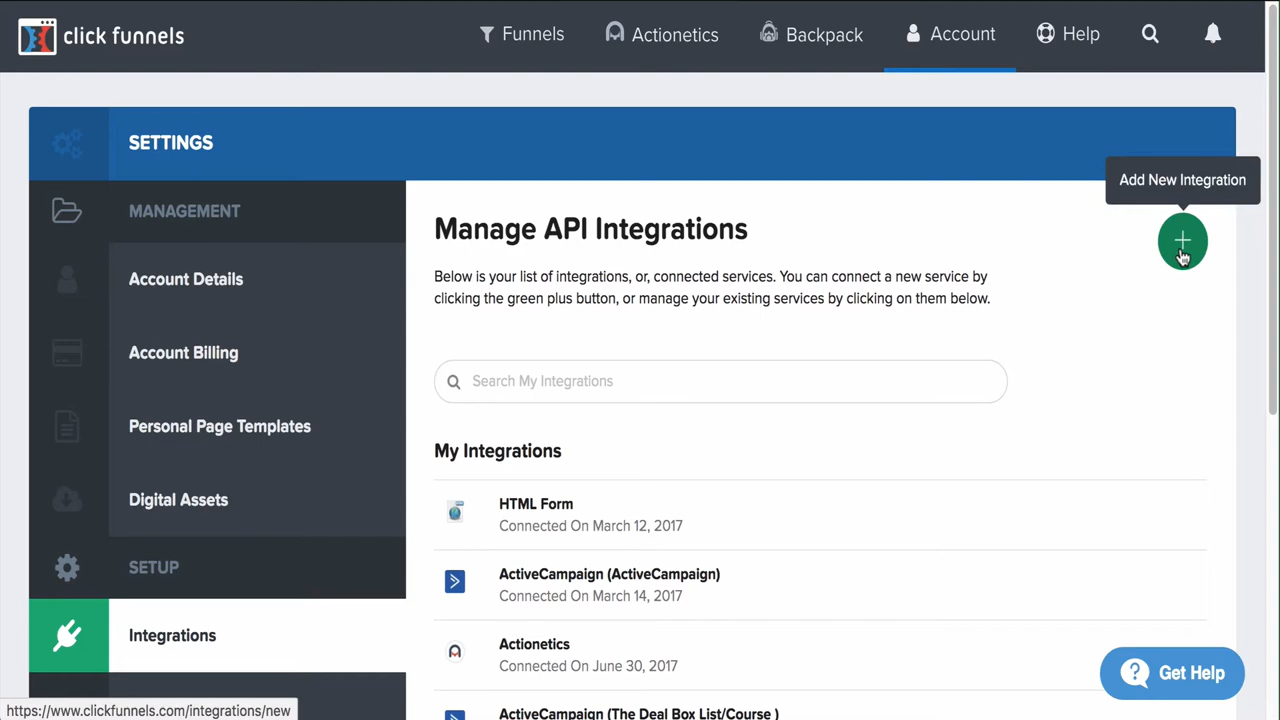 click funnels
Funnels
Actionetics
Backpack
Account
Help
SETTINGS
Add New Integration
MANAGEMENT
Account Details
Account Billing
Personal Page Templates
Digital Assets
SETUP
Integrations
Manage API Integrations
Below is your list of integrations, or, connected services. You can connect a new service by
clicking the green plus button, or manage your existing services by clicking on them below.
Search My Integrations
My Integrations
HTML Form
Connected On March 12, 2017
ActiveCampaign (ActiveCampaign)
Connected On March 14, 2017
Actionetics
Connected On June 30, 2017
ActiveCampaign (The Deal Box List/Course )
Get Help
https://www.clickfunnels.com/integrations/new